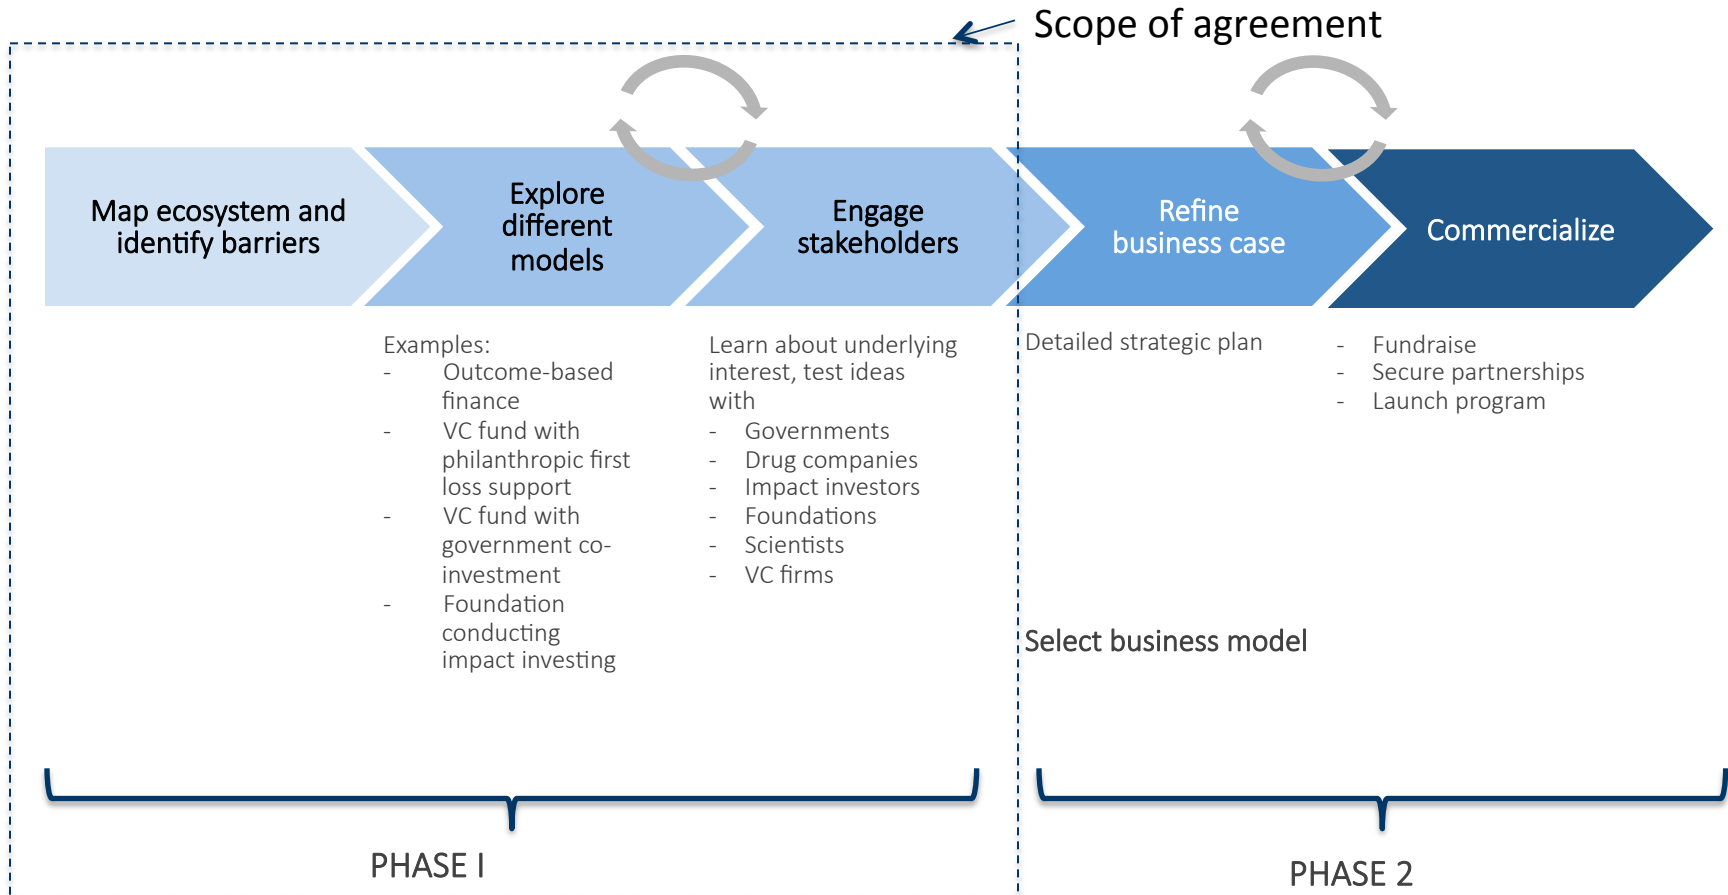 Scope of agreement
Map ecosystem and
identify barriers
Explore
different
models
Engage
stakeholders
Refine
business case
Commercialize
Examples:
- Outcome-based
finance
- VC fund with
philanthropic first
loss support
- VC fund with
government co-
investment
- Foundation
conducting
impact investing
Learn about underlying
interest, test ideas
with
- Governments
- Drug companies
- Impact investors
- Foundations
- Scientists
- VC firms
Detailed strategic plan
Select business model
- Fundraise
- Secure partnerships
- Launch program
PHASE I
PHASE 2